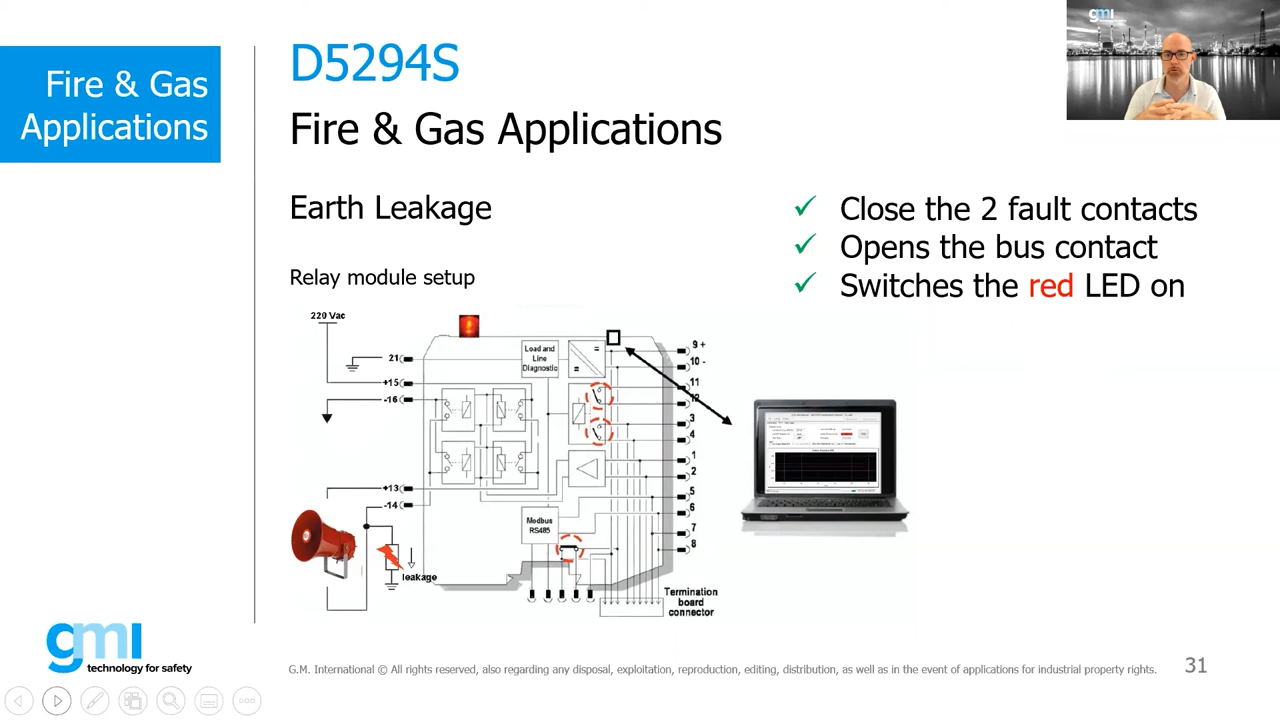 Fire & Gas
Applications
D5294S
Fire & Gas Applications
gmi
Earth Leakage
Close the 2 fault contacts
Opens the bus contact
Switches the red LED on
Relay module setup
220 Vac
21
+15
-16
+13
-14
leakage
Load and
Line
Diagnostic
=
=
Modbus
RS485
9 +
10 -
11
12
3
4
1
2
5
6
7
8
Termination
board
connector
gmi
technology for safety
G.M. International © All rights reserved, also regarding any disposal, exploitation, reproduction, editing, distribution, as well as in the event of applications for industrial property rights.
31